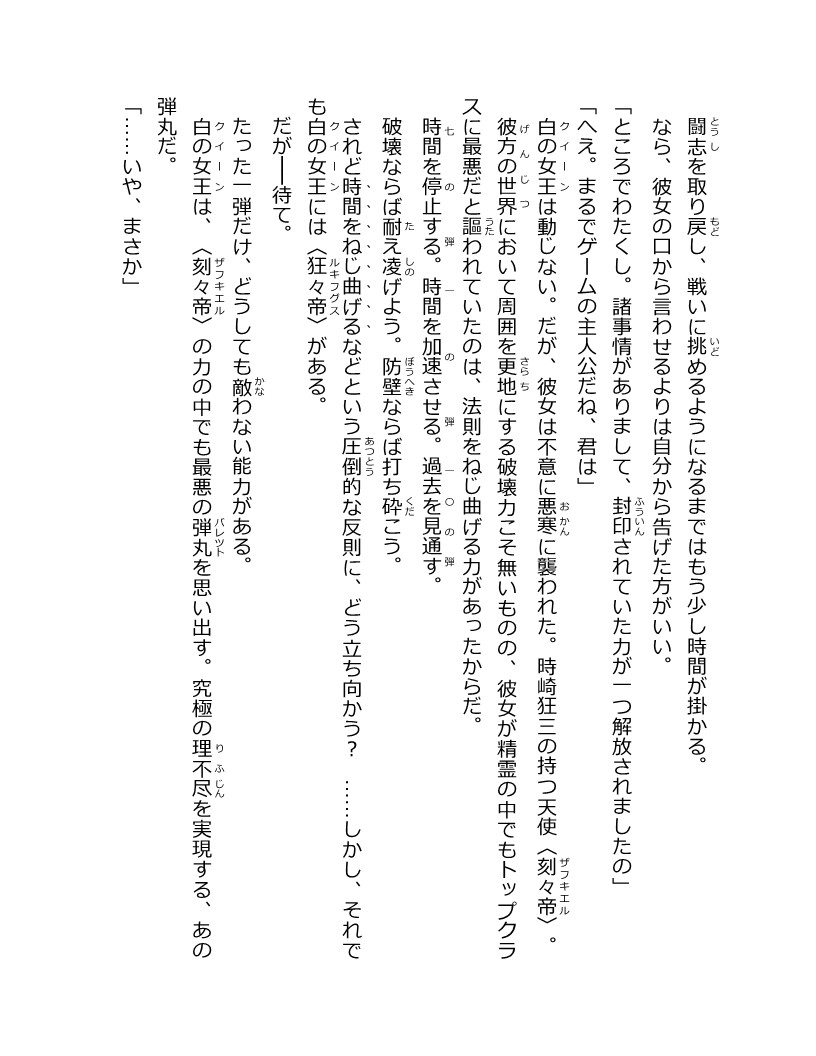 闘志を取り戻し、戦いに挑めるようになるまではもう少し時間が掛かる。
なら、彼女の口から言わせるよりは自分から告げた方がいい。
「ところでわたくし。諸事情がありまして、封印されていた力が一つ解放されましたの」
「へえ。まるでゲームの主人公だね、君は」
白の女王は動じない。だが、彼女は不意に悪寒に襲われた。時崎狂三の持つ天使〈刻々帝〉。
彼方の世界において周囲を更地にする破壊力こそ無いものの、彼女が精霊の中でもトップクラ
スに最悪だと謳われていたのは、法則をねじ曲げる力があったからだ。
時間を停止する。時間を加速させる。過去を見通す。
破壊ならば耐え凌げよう。防壁ならば打ち砕こう。
されど時間をねじ曲げるなどという圧倒的な反則に、どう立ち向かう？　……しかし、それで
も白の女王には〈狂々帝〉がある。
だが――待て。
たった一弾だけ、どうしても敵わない能力がある。
白の女王は、〈刻々帝〉の力の中でも最悪の弾丸を思い出す。究極の理不尽を実現する、あの
弾丸だ。
「……いや、まさか」